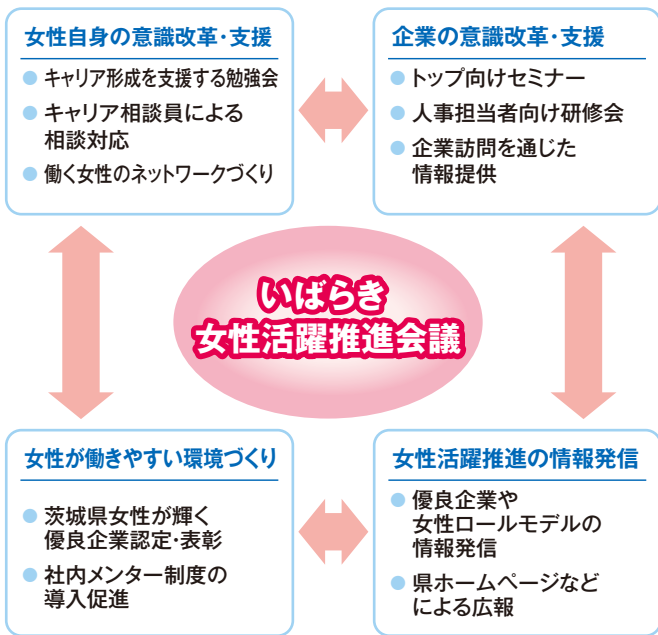 女性自身の意識改革・支援
● キャリア形成を支援する勉強会
● キャリア相談員による
相談対応
● 働く女性のネットワークづくり
企業の意識改革・支援
● トップ向けセミナー
● 人事担当者向け研修会
● 企業訪問を通じた
情報提供
いばらき
女性活躍推進会議
女性が働きやすい環境づくり
● 茨城県女性が輝く
優良企業認定・表彰
● 社内メンター制度の
導入促進
女性活躍推進の情報発信
● 優良企業や
女性ロールモデルの
情報発信
● 県ホームページなど
による広報